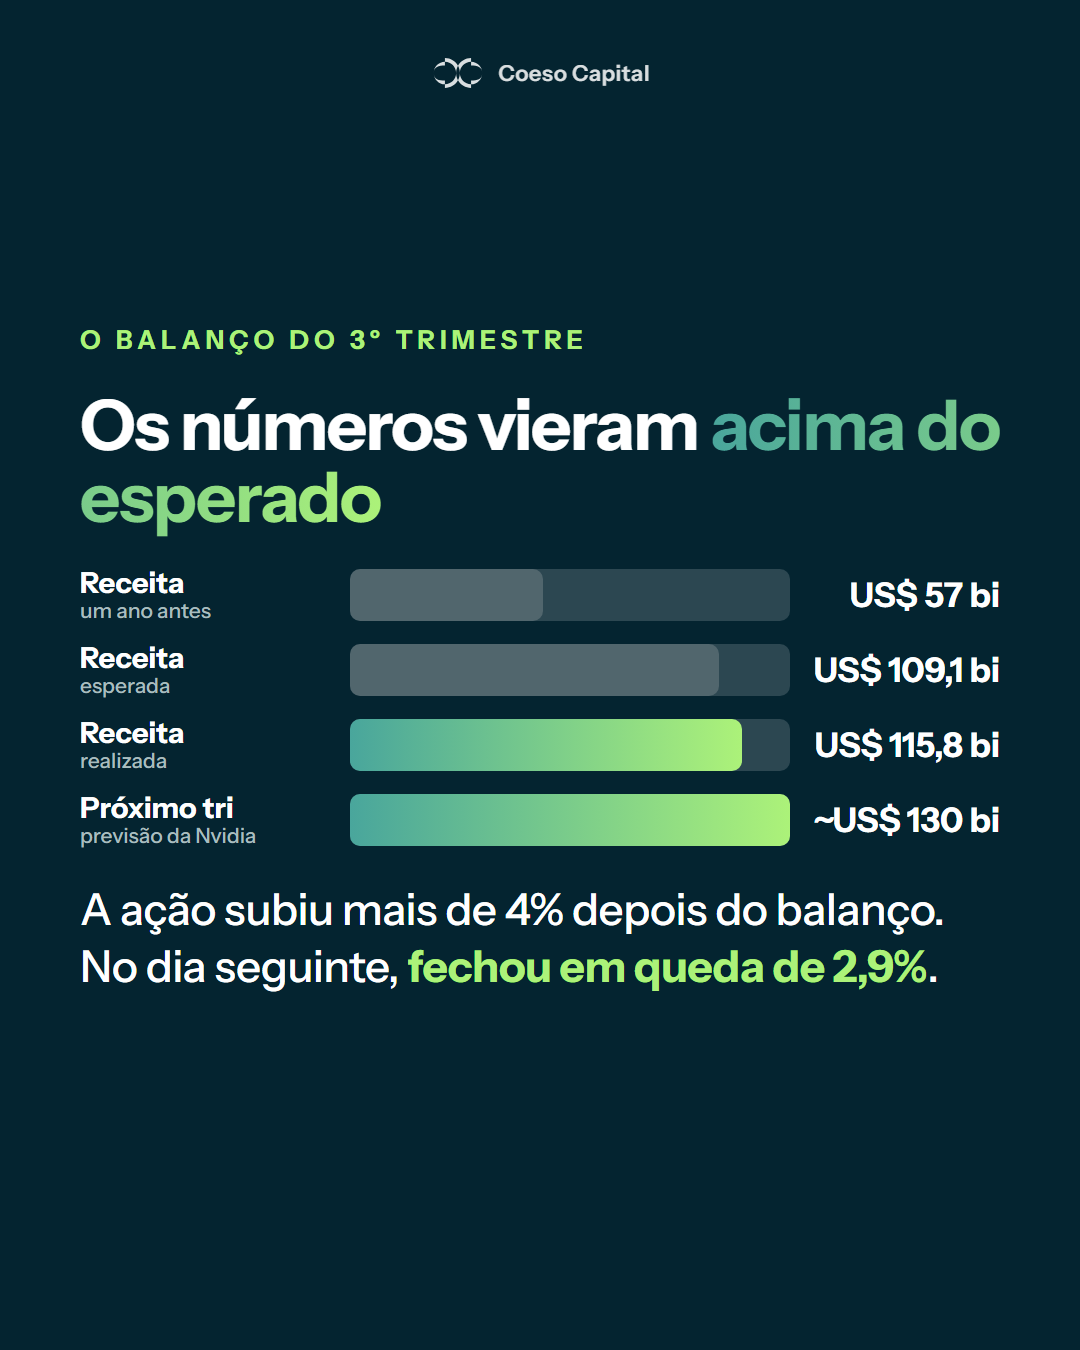 Coeso Capital
O BALANÇO DO 3º TRIMESTRE
Os números vieram acima do
esperado
Receita
um ano antes
US$ 57 bi
Receita
esperada
US$ 109,1 bi
Receita
realizada
US$ 115,8 bi
Próximo tri
previsão da Nvidia
~US$ 130 bi
A ação subiu mais de 4% depois do balanço.
No dia seguinte, fechou em queda de 2,9%.